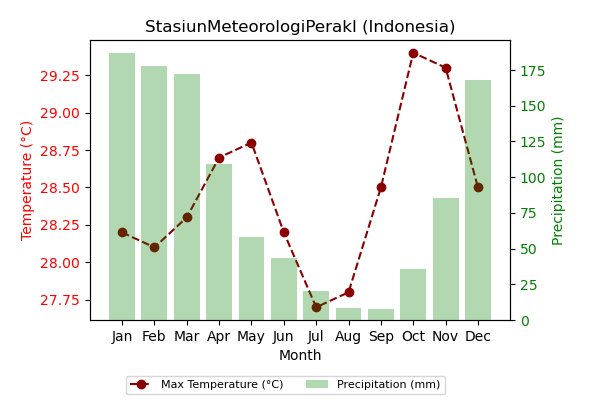 StasiunMeteorologiPerakI (Indonesia)
29.25
29.00
28.75
28.50
28.25
28.00
27.75
Temperature (°C)
175
150
125
100
75
50
25
0
Precipitation (mm)
Jan Feb Mar Apr May Jun Jul Aug Sep Oct Nov Dec
Month
Max Temperature (°C) Precipitation (mm)